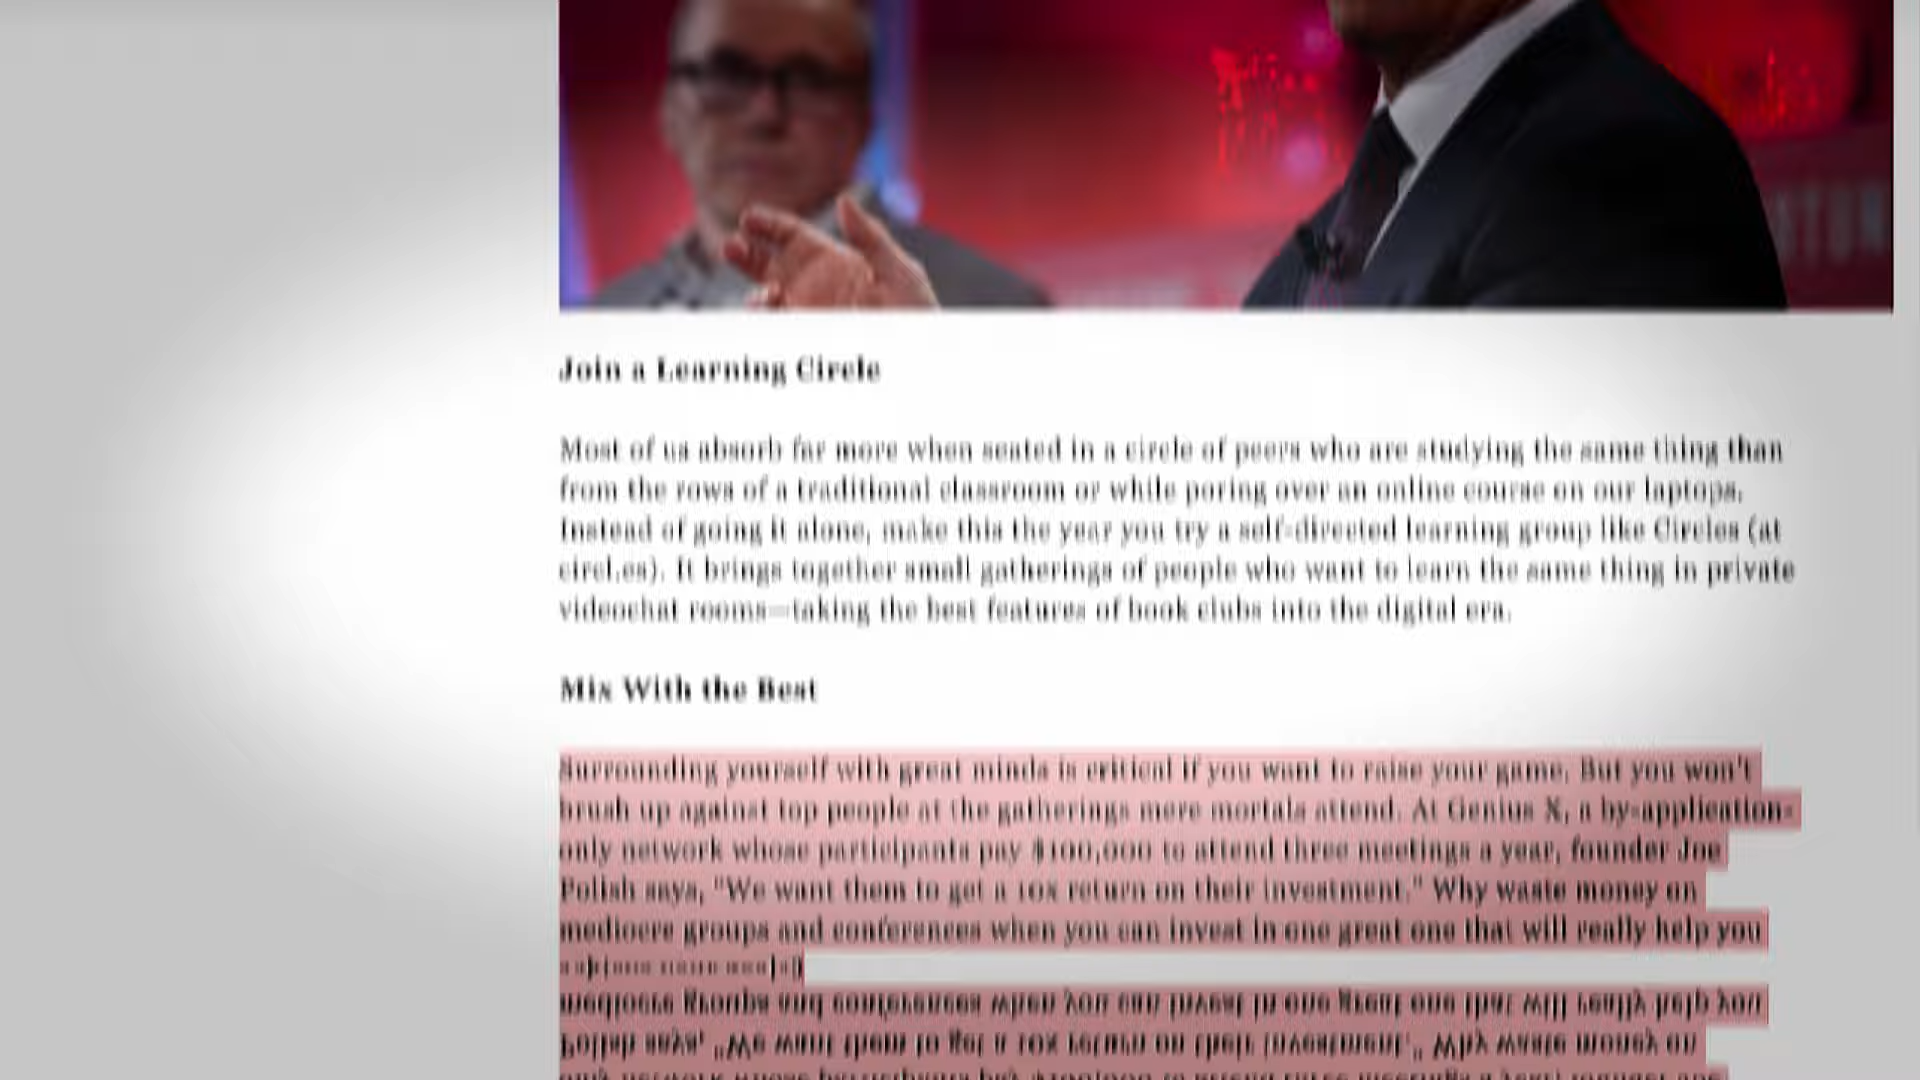 Join a Learning Circle
Most of us absorb far more when seated in a circle of peers who are studying the same thing than
from the rows of a traditional classroom or while poring over an online course on our laptops.
Instead of going it alone, make this the year you try a self-directed learning group like Circles (at
circl.es). It brings together small gatherings of people who want to learn the same thing in private
videochat rooms—taking the best features of book clubs into the digital era.
Mix With the Best
Surrounding yourself with great minds is critical if you want to raise your game. But you won't
brush up against top people at the gatherings mere mortals attend. At Genius X, a by-application-
only network whose participants pay $100,000 to attend three meetings a year, founder Joe
Polish says, "We want them to get a 10x return on their investment." Why waste money on
mediocre groups and conferences when you can invest in one great one that will really help you